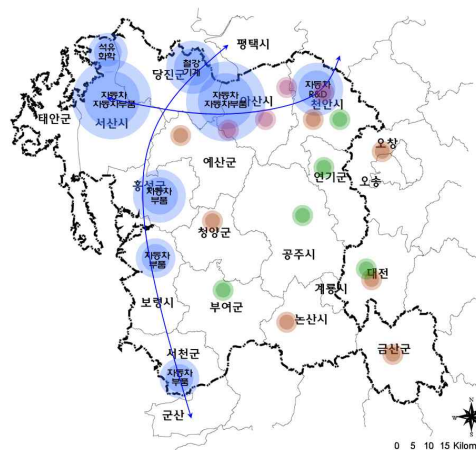 평택시
석유
화학
당진군
철강
기계
자동차
자동차부품
자동차
자동차부품
아산시
자동차
R&D
천안시
태안군
서산시
예산군
오창
연기군
오송
홍성군
자동차
부품
청양군
공주시
자동차
부품
대전
계룡시
보령시
부여군
논산시
서천군
금산군
자동차
부품
군산
N
S
0 5 10 15 Kilom